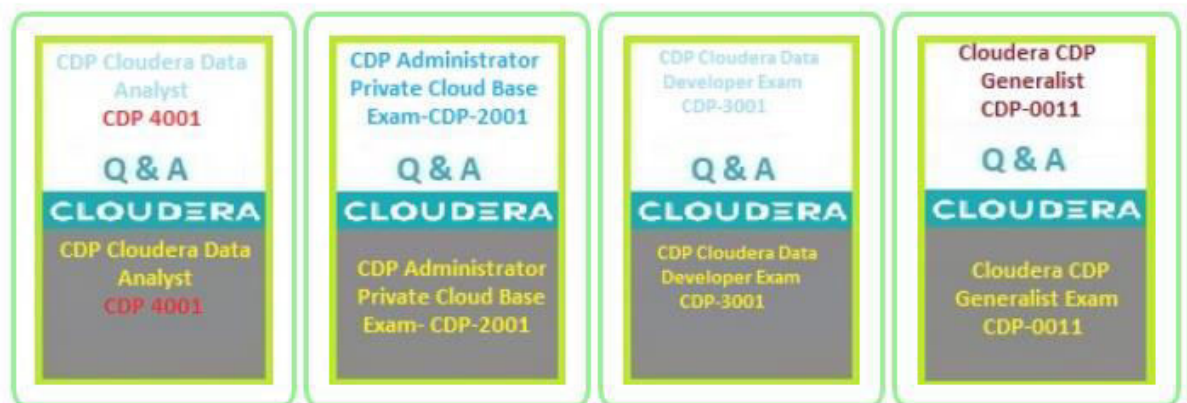 CDP Cloudera Data
Analyst
CDP 4001
Q & A
CLOUDERA
CDP Cloudera Data
Analyst
CDP 4001
CDP Administrator
Private Cloud Base
Exam-CDP-2001
Q & A
CLOUDERA
CDP Administrator
Private Cloud Base
Exam- CDP-2001
CDP Cloudera Data
Developer Exam
CDP-3001
Q & A
CLOUDERA
CDP Cloudera Data
Developer Exam
CDP-3001
Cloudera CDP
Generalist
CDP-0011
Q & A
CLOUDERA
Cloudera CDP
Generalist Exam
CDP-0011